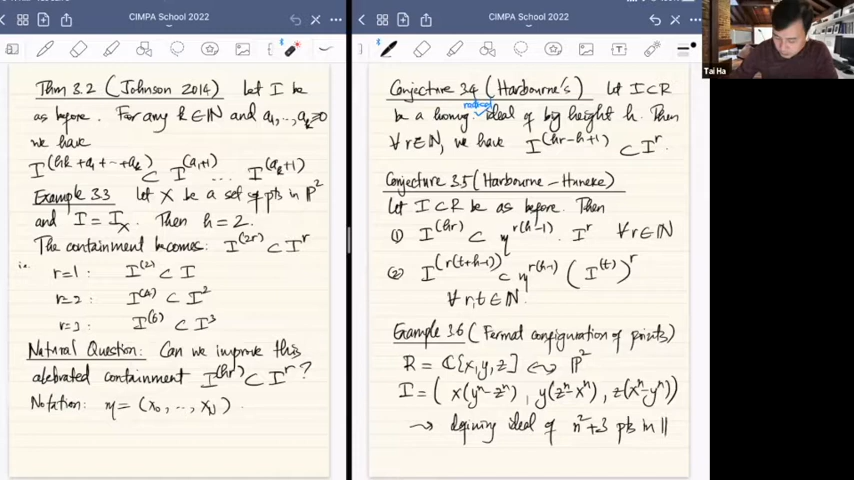 CIMPA School 2022
Thm 3.2 (Johnson 2014) Let I be
as before. For any k ∈ ℕ and a₁,...,aₖ ≥ 0
we have
I^(hk + a₁ + ⋯ + aₖ) ⊂ I^(a₁+1) ... I^(aₖ+1)
Example 3.3 Let X be a set of pts in ℙ²
and I = I_X. Then h = 2.
The containment becomes: I^(2r) ⊂ I^r
i.e. r=1: I^(2) ⊂ I
r=2: I^(4) ⊂ I²
r=3: I^(6) ⊂ I³
Natural Question: Can we improve this
celebrated containment I^(hr) ⊂ I^r?
Notation: 𝔪 = (x₀, .., x_N)
CIMPA School 2022
Conjecture 3.4 (Harbourne's) Let I ⊂ R
radical
be a homog. ideal of big height h. Then
∀ r ∈ ℕ, we have I^(hr-h+1) ⊂ I^r.
Conjecture 3.5 (Harbourne - Huneke)
Let I ⊂ R be as before. Then
(1) I^(hr) ⊂ 𝔪^r(h-1) · I^r ∀ r ∈ ℕ
(2) I^(r(t+h-1)) ⊂ 𝔪^r(h-1) (I^(t))^r
∀ r,t ∈ ℕ.
Example 3.6 (Fermat configuration of points)
R = ℂ[x,y,z] ↔ ℙ²
I = (x(yⁿ-zⁿ), y(zⁿ-xⁿ), z(xⁿ-yⁿ))
⇝ defining ideal of n²+3 pts in
Tai Ha